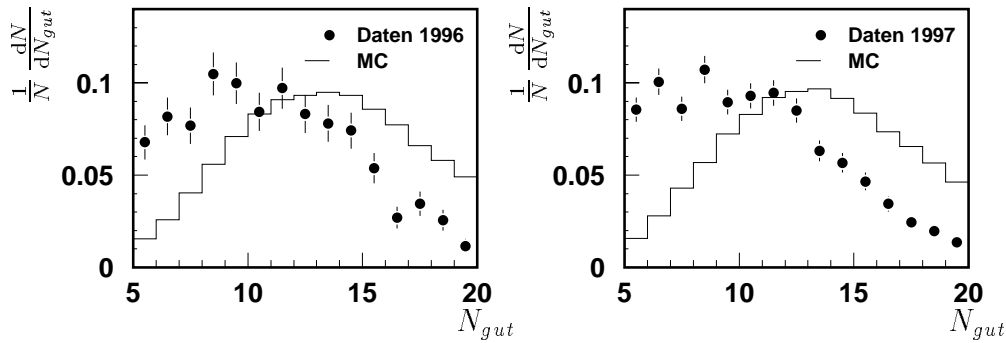 1/N dN/dN_gut
Daten 1996
MC
0.1
0.05
0
5 10 15 20
N_gut
1/N dN/dN_gut
Daten 1997
MC
0.1
0.05
0
5 10 15 20
N_gut